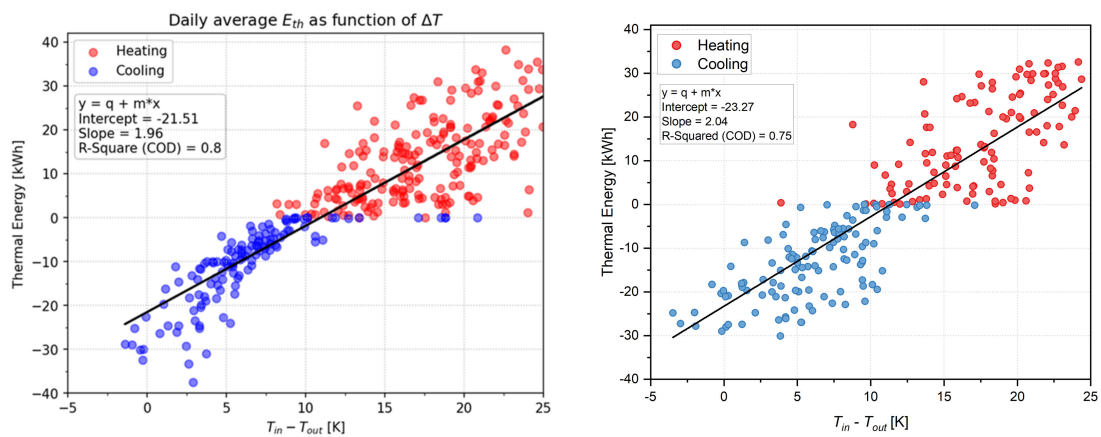 Daily average E_th as function of ΔT
Heating
Cooling
y = q + m*x
Intercept = -21.51
Slope = 1.96
R-Square (COD) = 0.8
Thermal Energy [kWh]
40
30
20
10
0
−10
−20
−30
−40
−5
0
5
10
15
20
25
T_in − T_out [K]
Heating
Cooling
y = q + m*x
Intercept = -23.27
Slope = 2.04
R-Squared (COD) = 0.75
Thermal Energy [kWh]
40
30
20
10
0
-10
-20
-30
-40
-5
0
5
10
15
20
25
T_in - T_out [K]